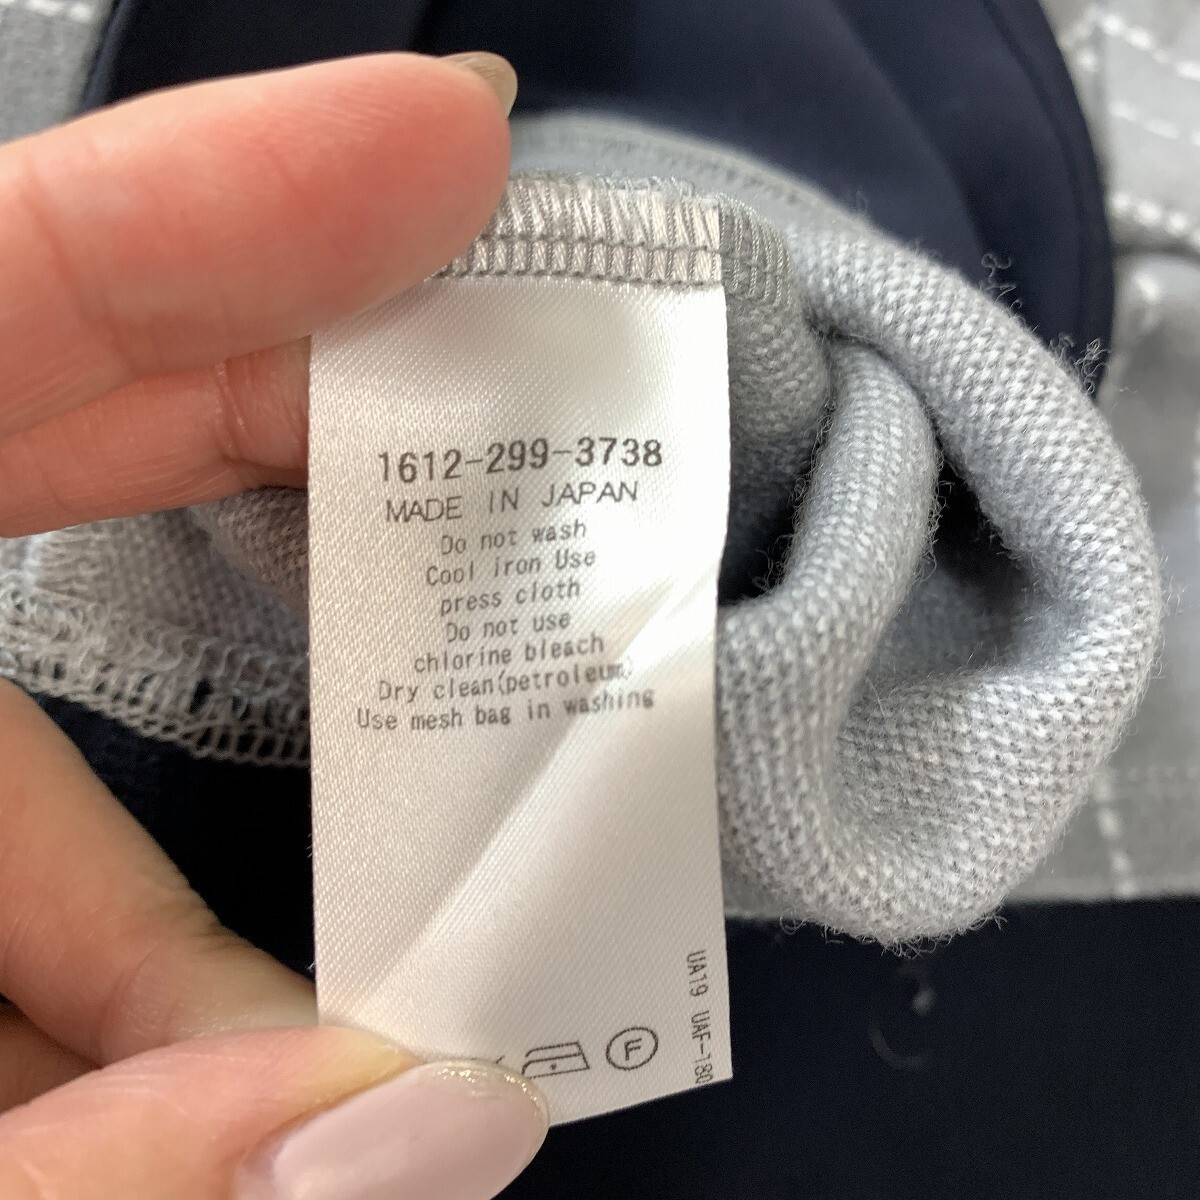 1612-299-3738
MADE IN JAPAN
Do not wash
Cool iron Use
press cloth
Do not use
chlorine bleach
Dry clean(petroleum)
Use mesh bag in washing
UA19 UAF-180
F